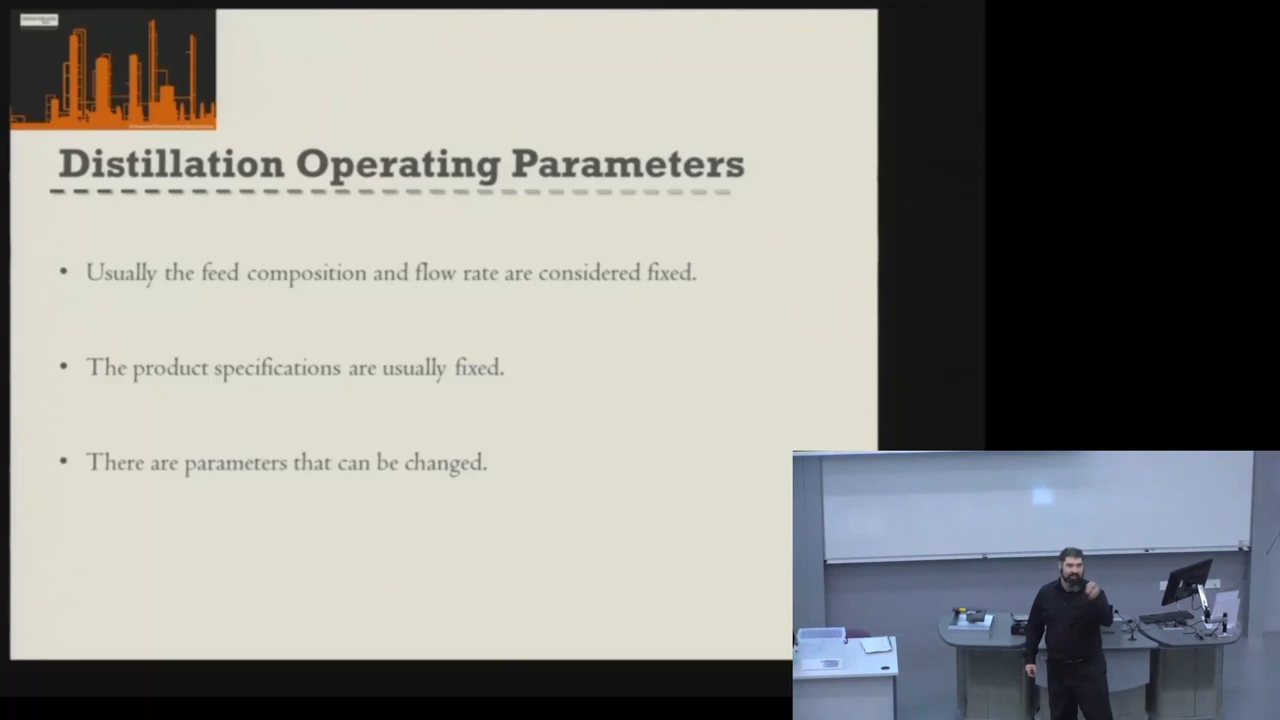 Distillation Operating Parameters
• Usually the feed composition and flow rate are considered fixed.
• The product specifications are usually fixed.
• There are parameters that can be changed.